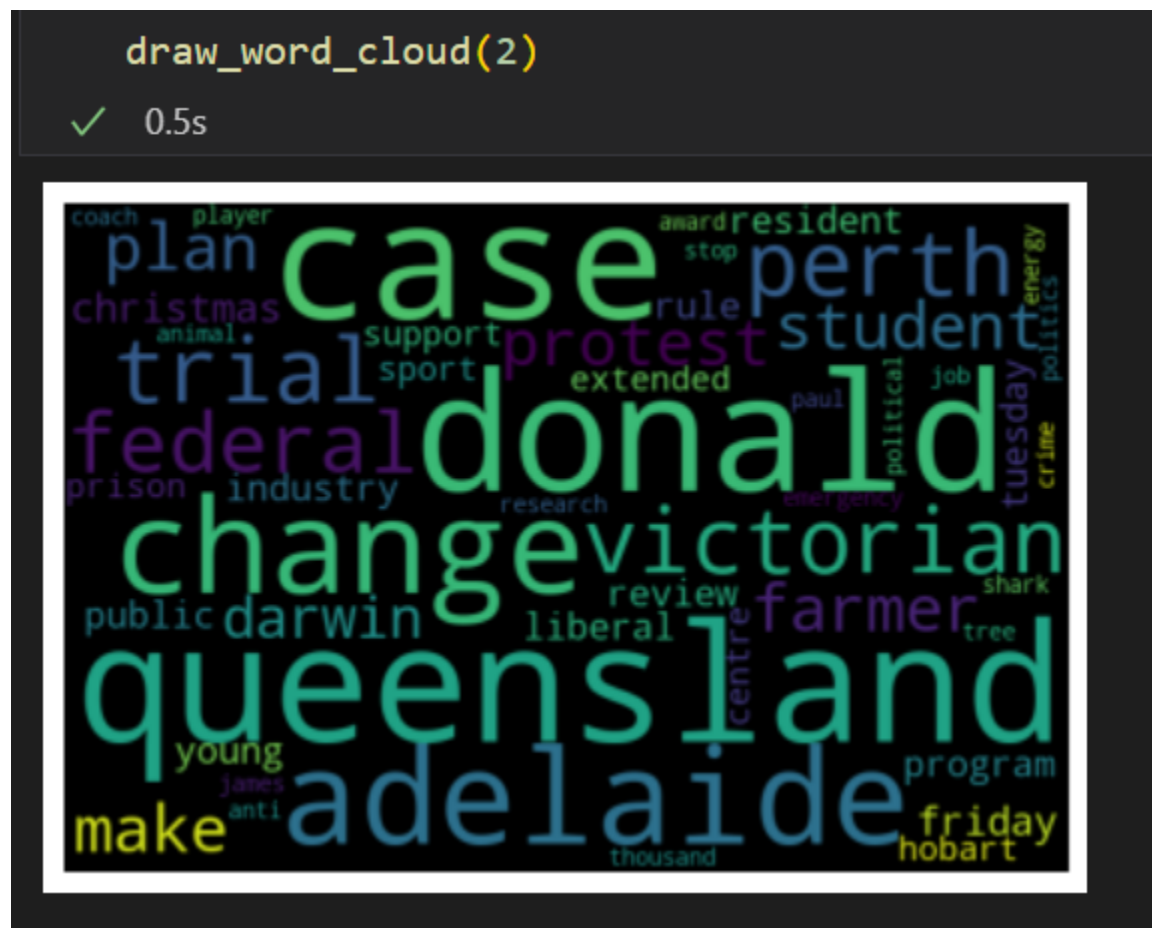 draw_word_cloud(2)
0.5s
coach player award resident
plan case stop perth energy
christmas rule student politics
animal support protest
trial sport extended job
federal donald paul political tuesday crime
prison industry research emergency
change victorian
public darwin review farmer shark
liberal centre tree
queensland
young adelaide program
james
make anti friday
hobart
thousand